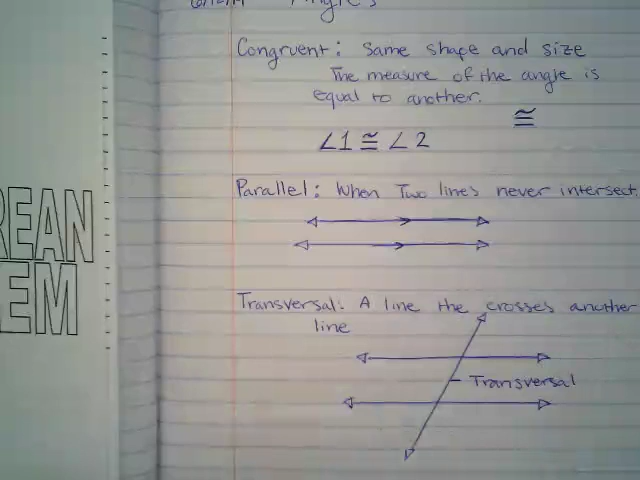 Angles
Congruent: Same shape and size
The measure of the angle is
equal to another.
≅
∠1 ≅ ∠2
Parallel: When Two lines never intersect.
Transversal: A line the crosses another
line
Transversal
REAN
EM